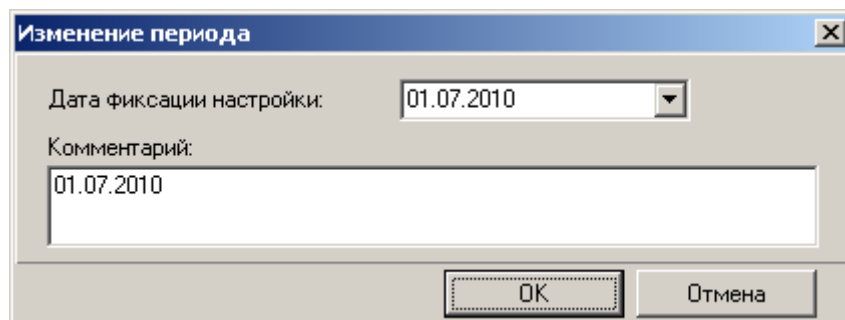 Изменение периода
Дата фиксации настройки: 01.07.2010
Комментарий:
01.07.2010
OK Отмена